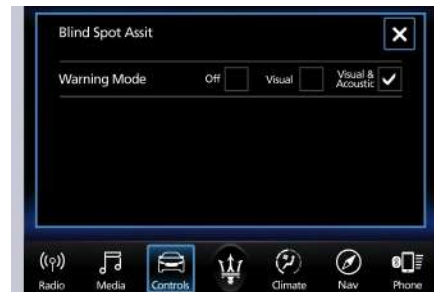 Blind Spot Assit
Warning Mode Off Visual Visual &
Acoustic
Radio Media Controls Climate Nav Phone